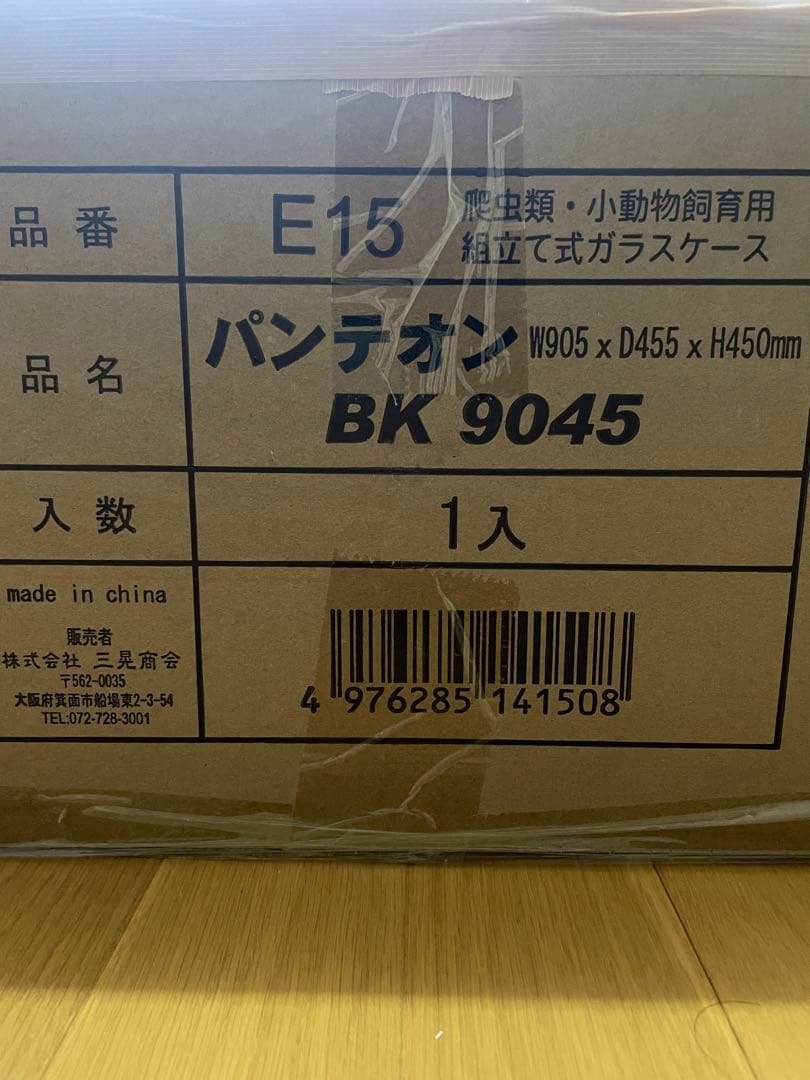 品番
E15
爬虫類・小動物飼育用
組立て式ガラスケース
品名
パンテオン W905 x D455 x H450mm
BK 9045
入数
1入
made in china
販売者
株式会社 三晃商会
〒562-0035
大阪府箕面市船場東2-3-54
TEL:072-728-3001
4 976285 141508